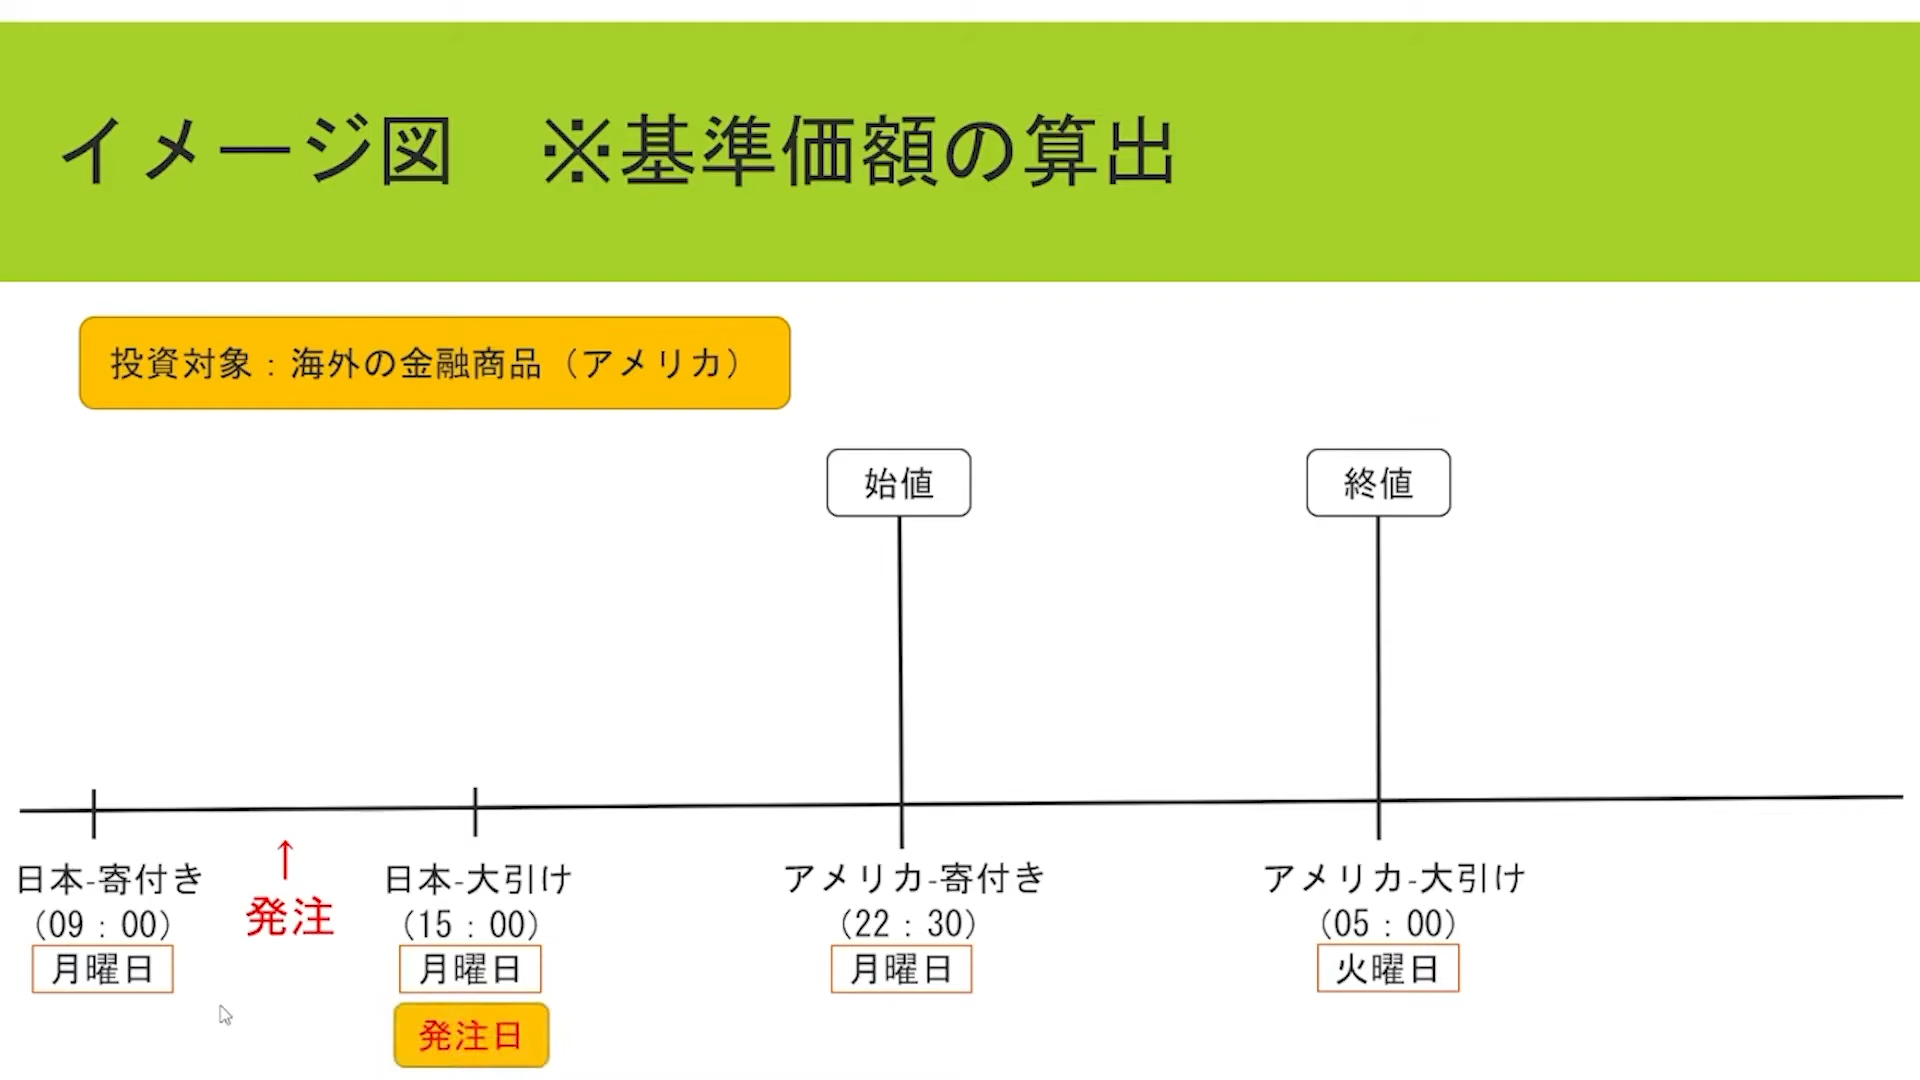 イメージ図　※基準価額の算出
投資対象：海外の金融商品（アメリカ）
始値
終値
↑
発注
日本-寄付き
（09：00）
月曜日
日本-大引け
（15：00）
月曜日
発注日
アメリカ-寄付き
（22：30）
月曜日
アメリカ-大引け
（05：00）
火曜日